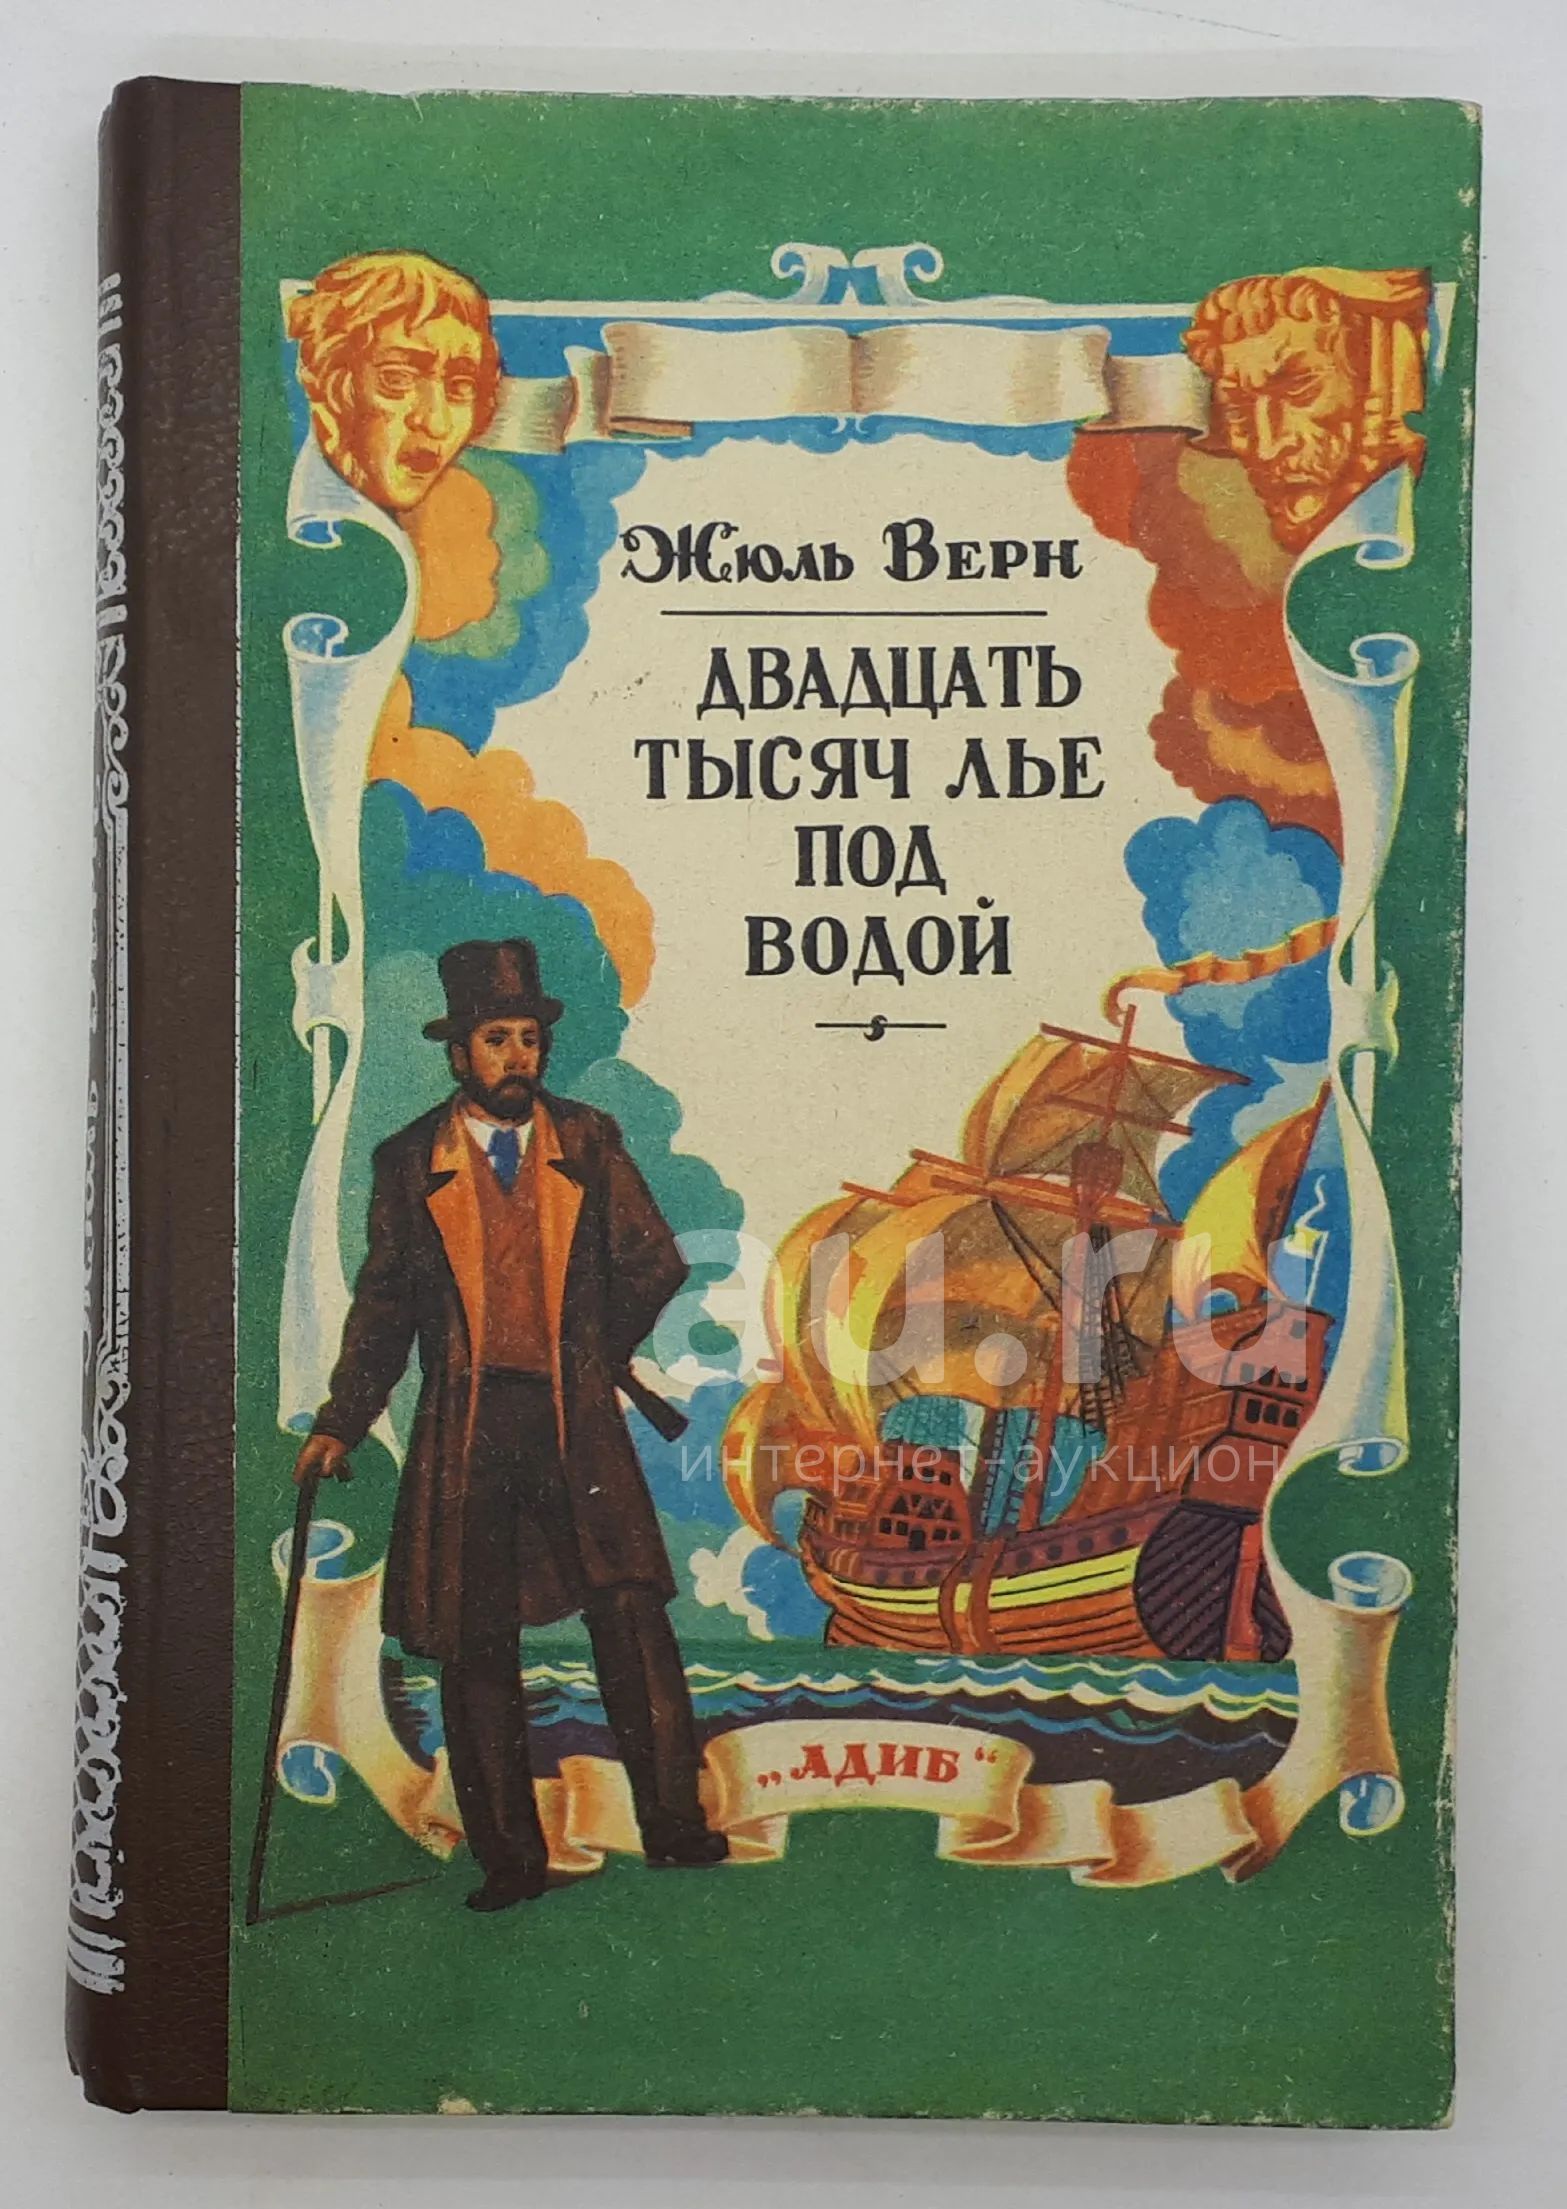 Жюль Верн
ДВАДЦАТЬ
ТЫСЯЧ ЛЬЕ
ПОД
ВОДОЙ
au.ru
интернет-аукцион
„АДИБ“